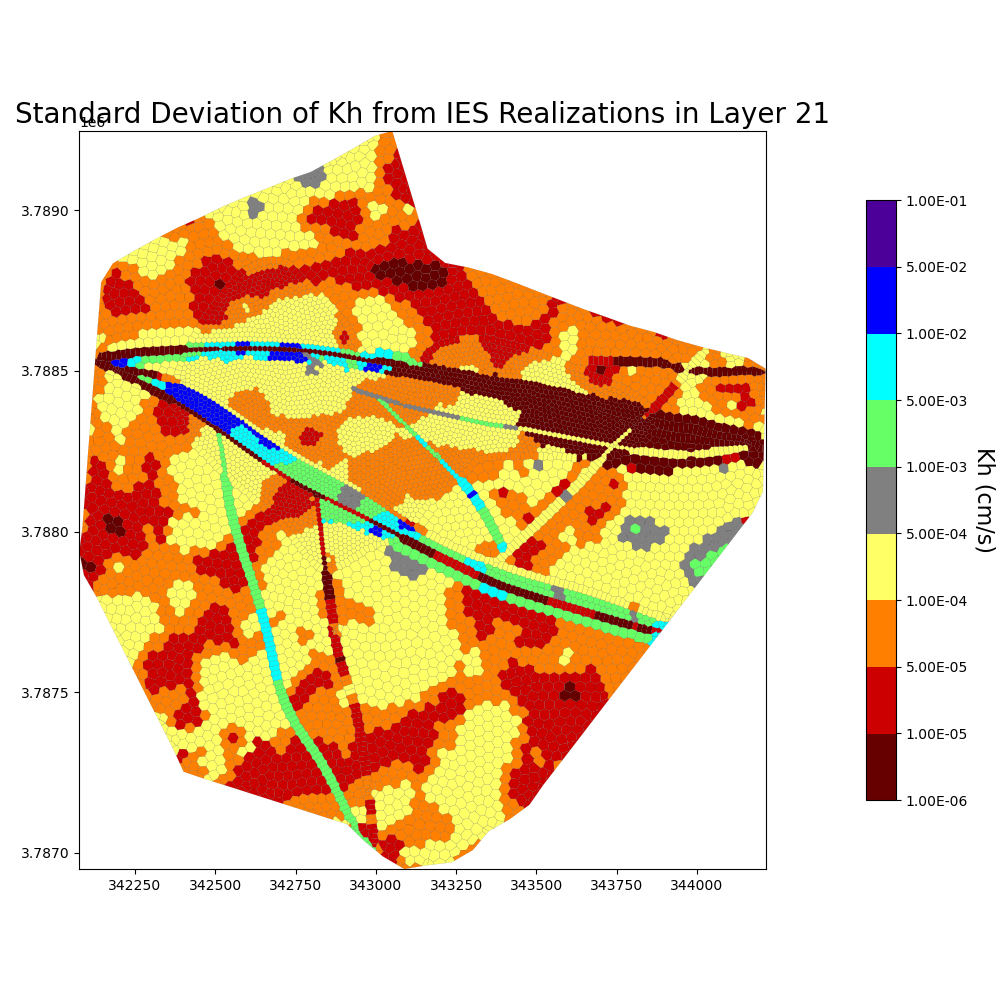 Standard Deviation of Kh from IES Realizations in Layer 21
1e6
3.7890
3.7885
3.7880
3.7875
3.7870
342250 342500 342750 343000 343250 343500 343750 344000
1.00E-01
5.00E-02
1.00E-02
5.00E-03
1.00E-03
5.00E-04
1.00E-04
5.00E-05
1.00E-05
1.00E-06
Kh (cm/s)